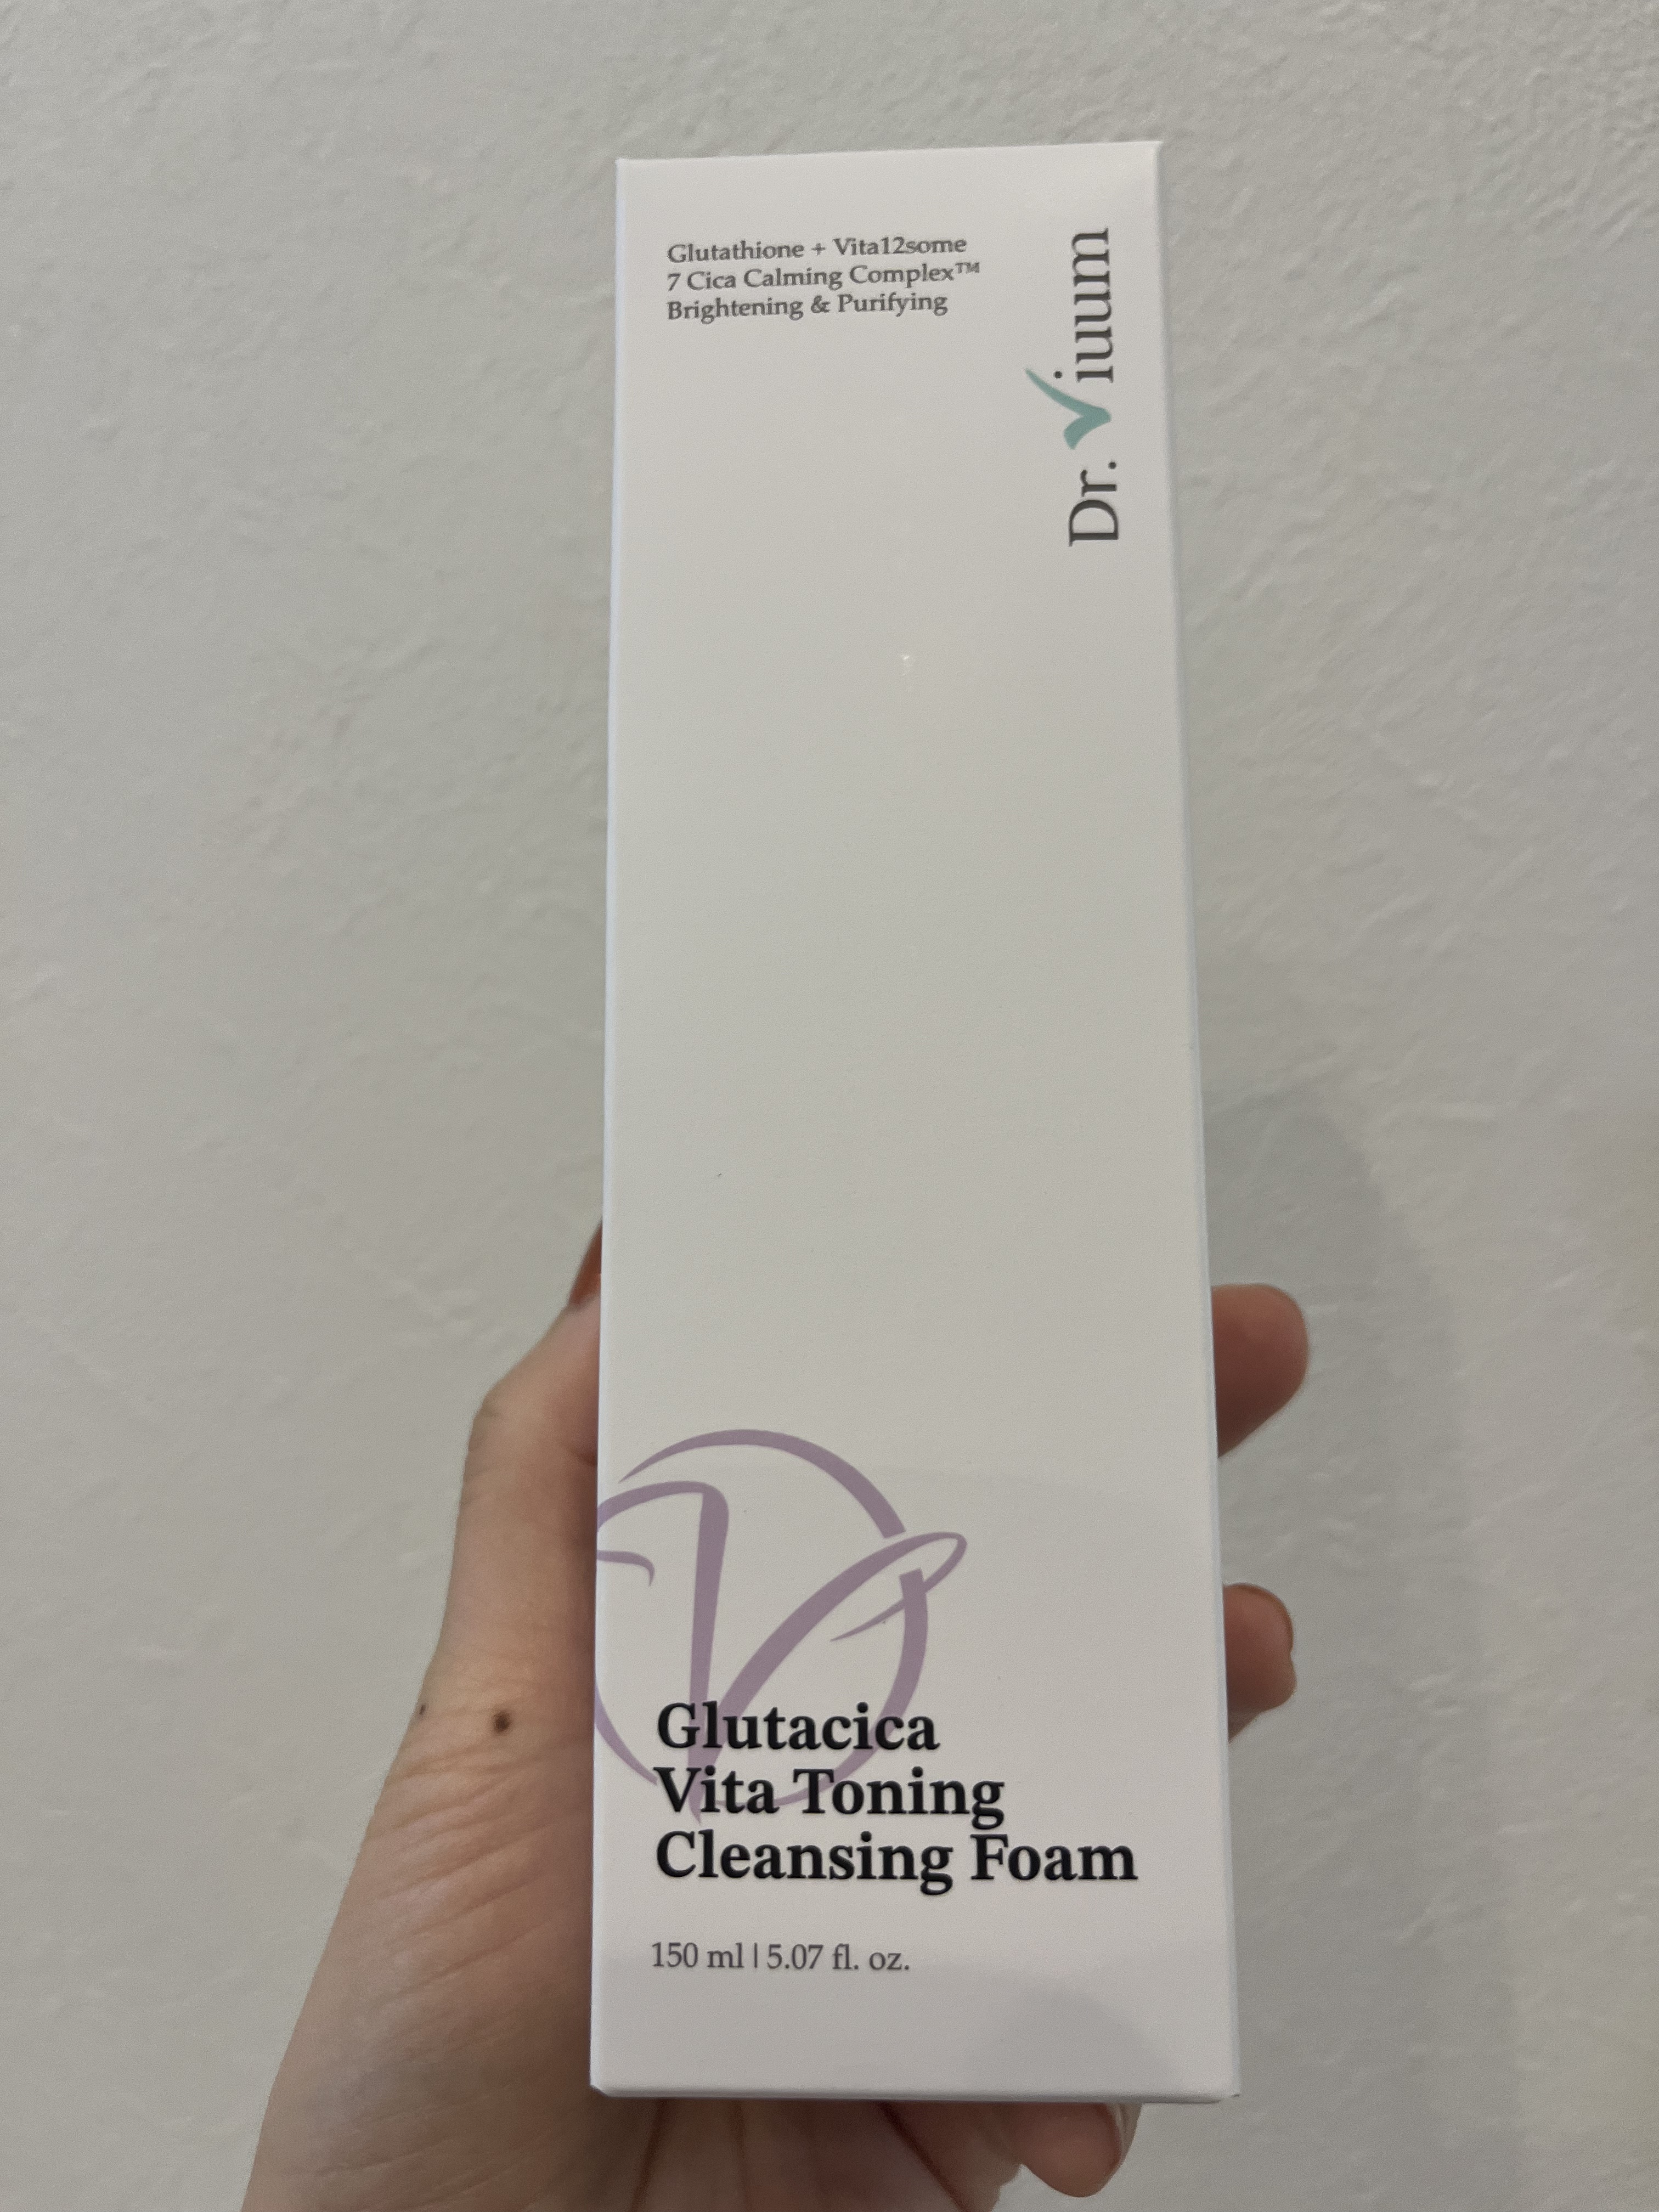 Glutathione + Vita12some
7 Cica Calming Complex™
Brightening & Purifying
Dr. Viuum
Glutacica
Vita Toning
Cleansing Foam
150 ml | 5.07 fl. oz.